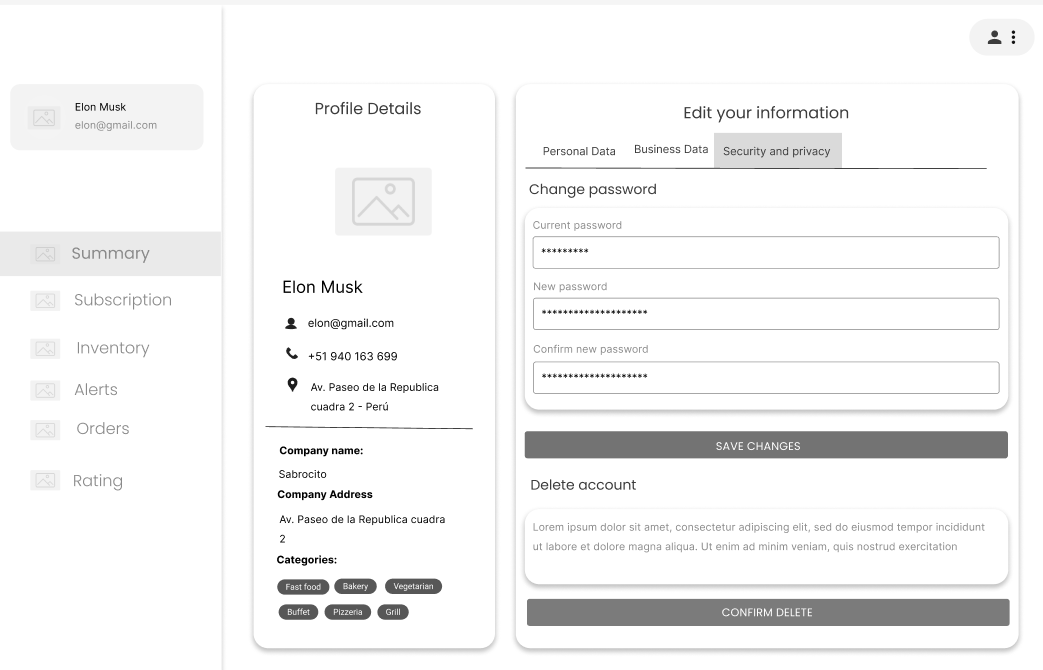 Elon Musk
elon@gmail.com
Summary
Subscription
Inventory
Alerts
Orders
Rating
Profile Details
Elon Musk
elon@gmail.com
+51 940 163 699
Av. Paseo de la Republica
cuadra 2 - Perú
Company name:
Sabrocito
Company Address
Av. Paseo de la Republica cuadra
2
Categories:
Fast food Bakery Vegetarian
Buffet Pizzeria Grill
Edit your information
Personal Data Business Data Security and privacy
Change password
Current password
*********
New password
********************
Confirm new password
********************
SAVE CHANGES
Delete account
Lorem ipsum dolor sit amet, consectetur adipiscing elit, sed do eiusmod tempor incididunt
ut labore et dolore magna aliqua. Ut enim ad minim veniam, quis nostrud exercitation
CONFIRM DELETE